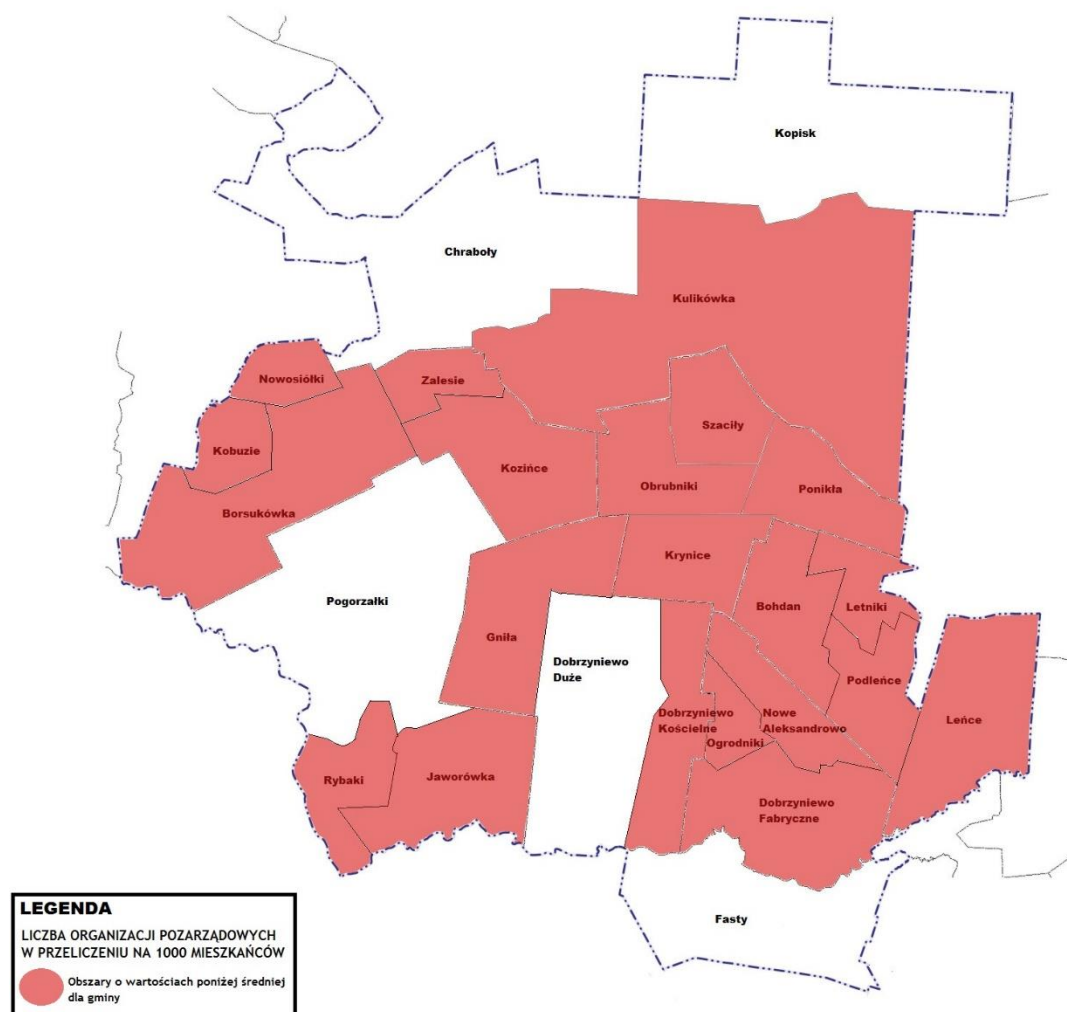 Kopisk
Chraboły
Kulikówka
Nowosiółki
Zalesie
Szaciły
Kobuzie
Kozińce
Obrubniki
Ponikła
Borsukówka
Krynice
Pogorzałki
Bohdan
Letniki
Gniła
Dobrzyniewo
Duże
Podleńce
Dobrzyniewo
Kościelne
Nowe
Aleksandrowo
Leńce
Ogrodniki
Rybaki
Jaworówka
Dobrzyniewo
Fabryczne
Fasty
LEGENDA
LICZBA ORGANIZACJI POZARZĄDOWYCH
W PRZELICZENIU NA 1000 MIESZKAŃCÓW
Obszary o wartościach poniżej średniej
dla gminy